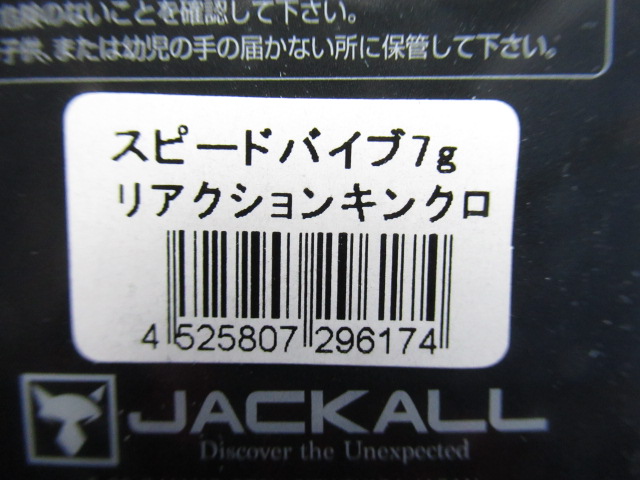 危険のないことを確認して下さい。
子供、または幼児の手の届かない所に保管して下さい。
スピードバイブ7g
リアクションキンクロ
4 525807 296174
JACKALL
Discover the Unexpected